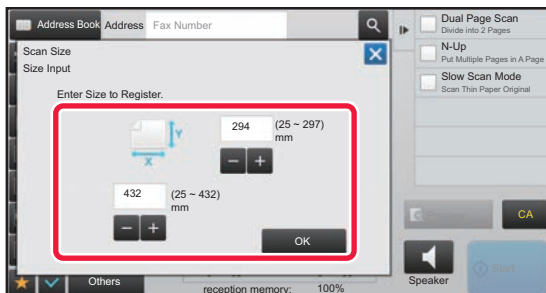 Address Book Address Fax Number
Scan Size
Size Input
Enter Size to Register.
Y
X
294 (25 ~ 297)
mm
− +
432 (25 ~ 432)
mm
− +
OK
Others
reception memory: 100%
Dual Page Scan
Divide into 2 Pages
N-Up
Put Multiple Pages in A Page
Slow Scan Mode
Scan Thin Paper Original
CA
Speaker
Start